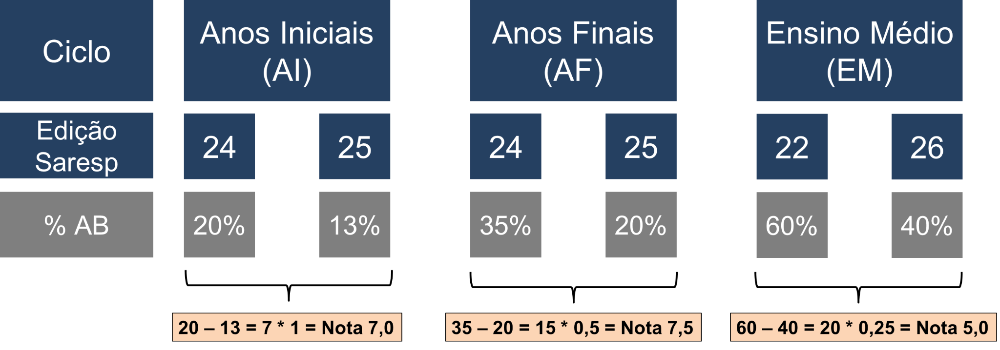 Ciclo
Anos Iniciais
(AI)
Anos Finais
(AF)
Ensino Médio
(EM)
Edição
Saresp
24
25
24
25
22
26
% AB
20%
13%
35%
20%
60%
40%
20 – 13 = 7 * 1 = Nota 7,0
35 – 20 = 15 * 0,5 = Nota 7,5
60 – 40 = 20 * 0,25 = Nota 5,0